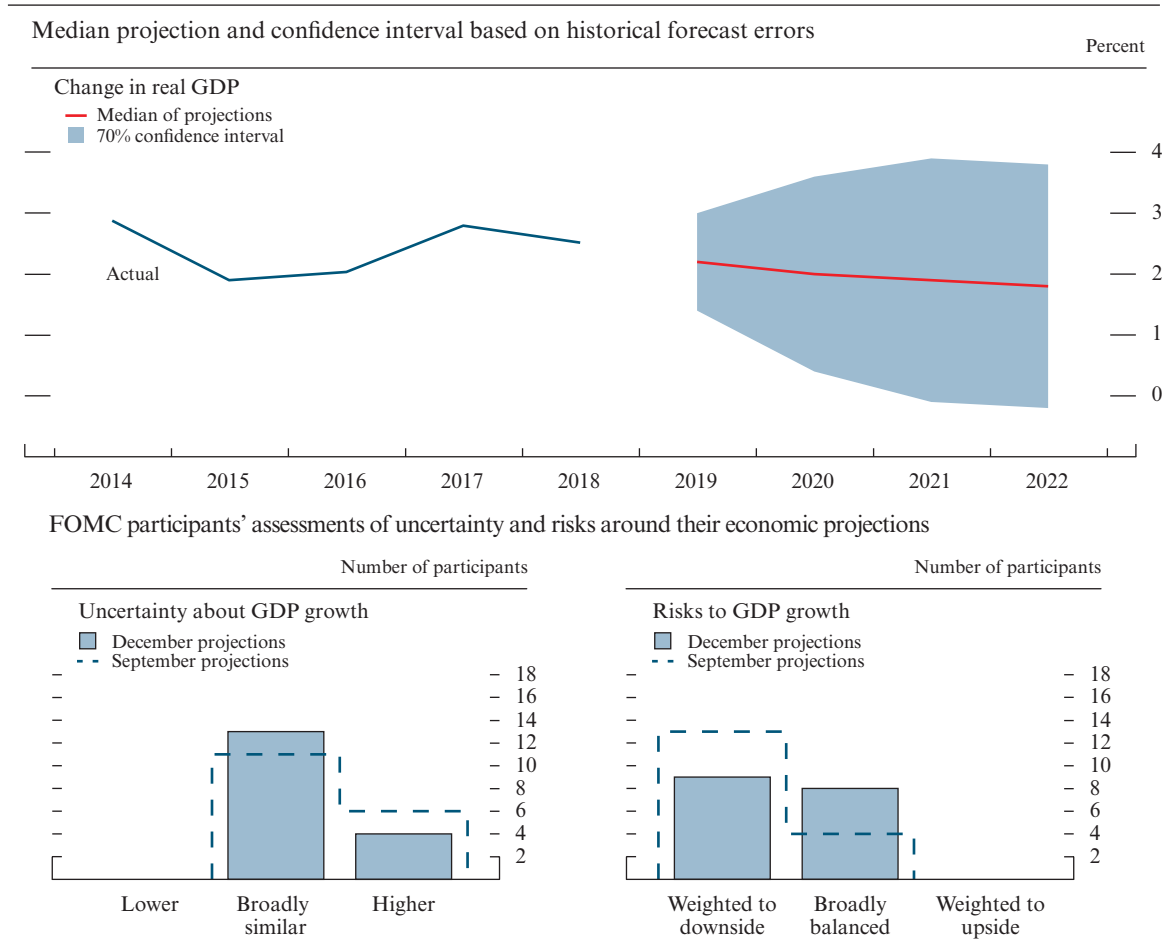 Median projection and confidence interval based on historical forecast errors
Percent
Change in real GDP
Median of projections
70% confidence interval
Actual
4
3
2
1
0
2014 2015 2016 2017 2018 2019 2020 2021 2022
FOMC participants’ assessments of uncertainty and risks around their economic projections
Number of participants
Uncertainty about GDP growth
December projections
September projections
18
16
14
12
10
8
6
4
2
Lower Broadly similar Higher
Number of participants
Risks to GDP growth
December projections
September projections
18
16
14
12
10
8
6
4
2
Weighted to downside Broadly balanced Weighted to upside